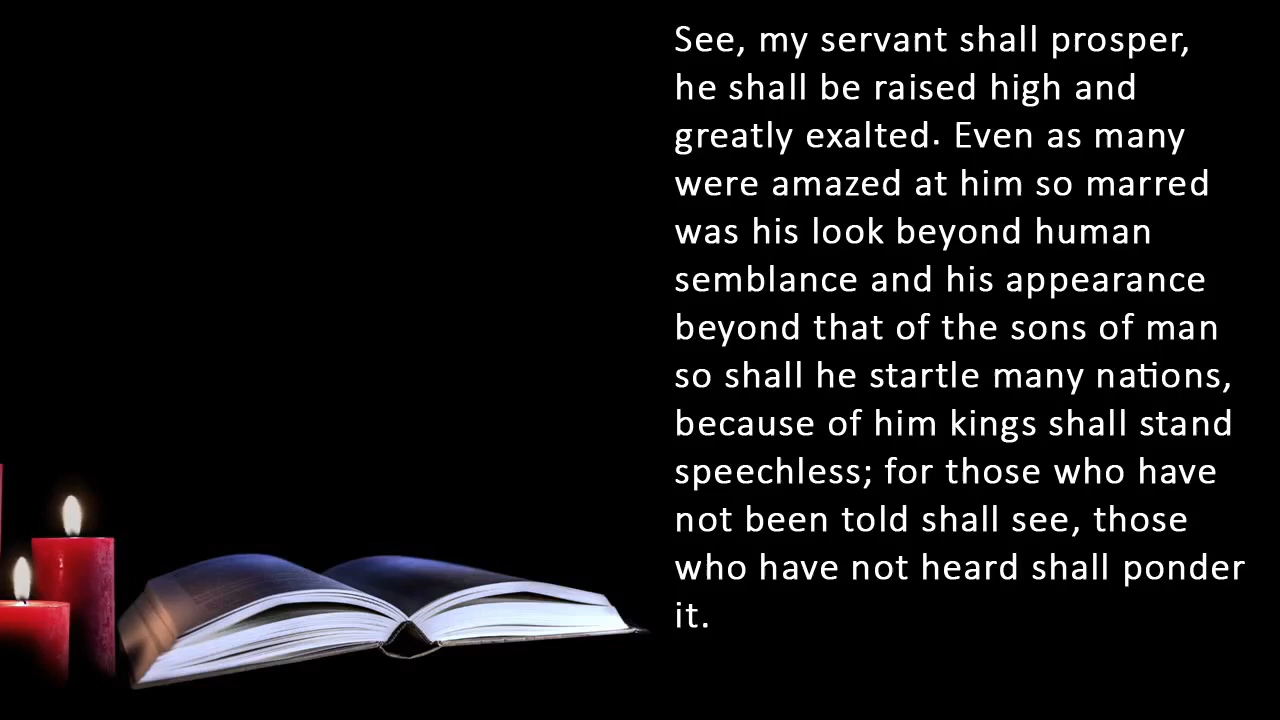 See, my servant shall prosper,
he shall be raised high and
greatly exalted. Even as many
were amazed at him so marred
was his look beyond human
semblance and his appearance
beyond that of the sons of man
so shall he startle many nations,
because of him kings shall stand
speechless; for those who have
not been told shall see, those
who have not heard shall ponder
it.